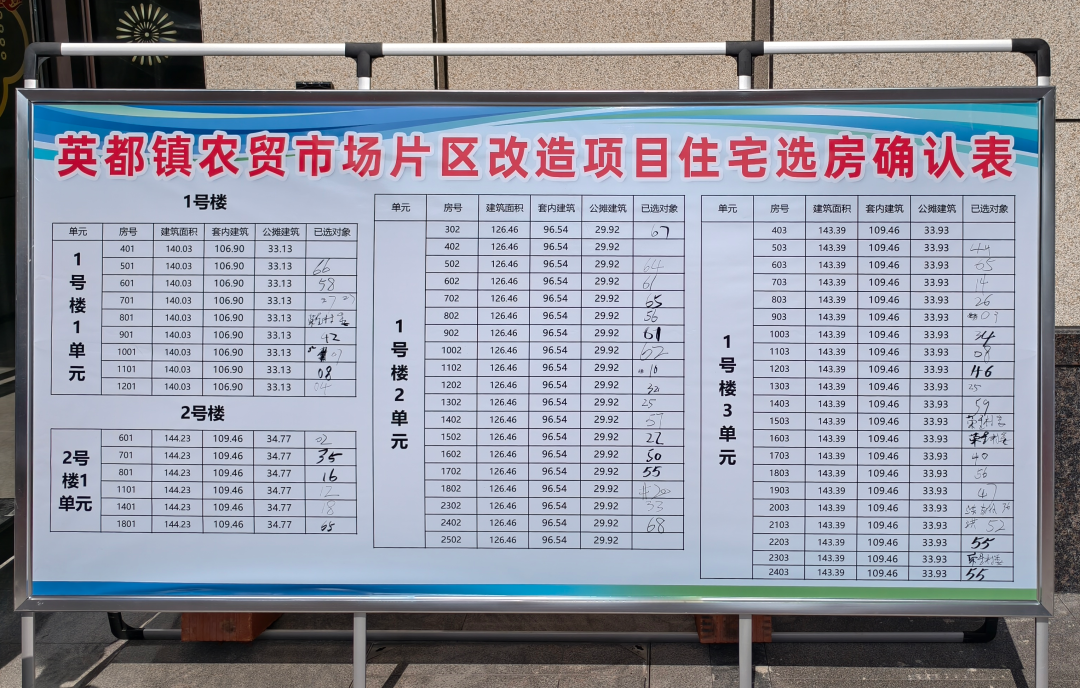 英都镇农贸市场片区改造项目住宅选房确认表
1号楼
单元 房号 建筑面积 套内建筑 公摊建筑 已选对象
1号楼1单元
401 140.03 106.90 33.13
501 140.03 106.90 33.13 66
601 140.03 106.90 33.13 58
701 140.03 106.90 33.13
801 140.03 106.90 33.13
901 140.03 106.90 33.13 42
1001 140.03 106.90 33.13 07
1101 140.03 106.90 33.13 08
1201 140.03 106.90 33.13 04
2号楼
2号楼1单元
601 144.23 109.46 34.77 02
701 144.23 109.46 34.77 35
801 144.23 109.46 34.77 16
1101 144.23 109.46 34.77 12
1401 144.23 109.46 34.77 18
1801 144.23 109.46 34.77 65
单元 房号 建筑面积 套内建筑 公摊建筑 已选对象
1号楼2单元
302 126.46 96.54 29.92 67
402 126.46 96.54 29.92
502 126.46 96.54 29.92 64
602 126.46 96.54 29.92 61
702 126.46 96.54 29.92 65
802 126.46 96.54 29.92 56
902 126.46 96.54 29.92 61
1002 126.46 96.54 29.92 62
1102 126.46 96.54 29.92 10
1202 126.46 96.54 29.92 30
1302 126.46 96.54 29.92 25
1402 126.46 96.54 29.92 57
1502 126.46 96.54 29.92 22
1602 126.46 96.54 29.92 50
1702 126.46 96.54 29.92 55
1802 126.46 96.54 29.92 20
2302 126.46 96.54 29.92 33
2402 126.46 96.54 29.92 68
2502 126.46 96.54 29.92
单元 房号 建筑面积 套内建筑 公摊建筑 已选对象
1号楼3单元
403 143.39 109.46 33.93
503 143.39 109.46 33.93 49
603 143.39 109.46 33.93 05
703 143.39 109.46 33.93 14
803 143.39 109.46 33.93 26
903 143.39 109.46 33.93 09
1003 143.39 109.46 33.93 34
1103 143.39 109.46 33.93 08
1203 143.39 109.46 33.93 46
1303 143.39 109.46 33.93 25
1403 143.39 109.46 33.93 59
1503 143.39 109.46 33.93
1603 143.39 109.46 33.93
1703 143.39 109.46 33.93 40
1803 143.39 109.46 33.93 56
1903 143.39 109.46 33.93 47
2003 143.39 109.46 33.93
2103 143.39 109.46 33.93 洪 52
2203 143.39 109.46 33.93 55
2303 143.39 109.46 33.93
2403 143.39 109.46 33.93 55